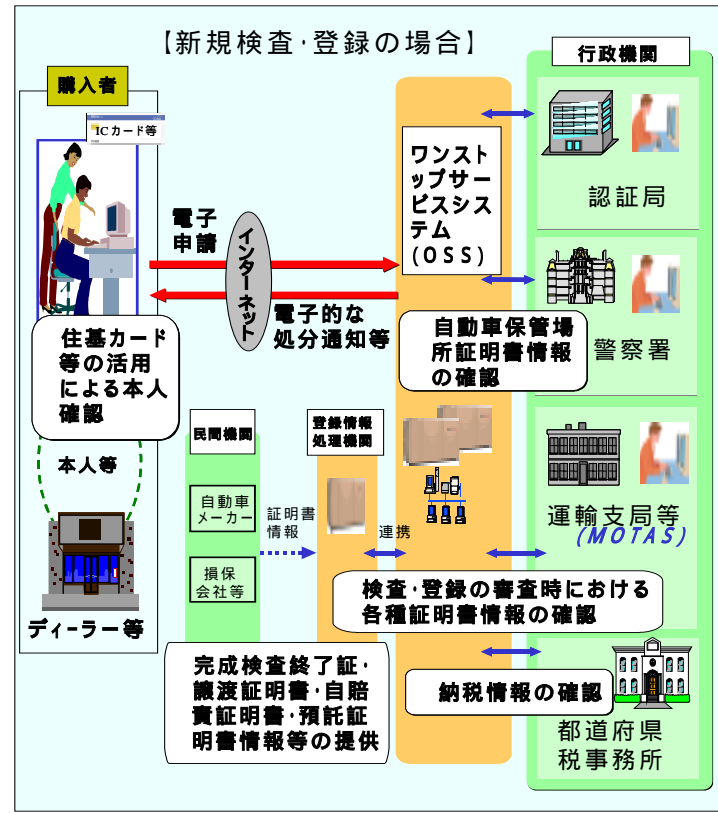 【新規検査･登録の場合】
行政機関
購入者
ICカード等
ワンスト
ップサー
ビスシス
テム
(OSS)
認証局
電子
申請
インターネット
電子的な
処分通知等
住基カード
等の活用
による本人
確認
自動車保管場
所証明書情報
の確認
警察署
民間機関
登録情報
処理機関
本人等
自動車
メーカー
証明書
情報
連携
運輸支局等
(MOTAS)
損保
会社等
検査･登録の審査時における
各種証明書情報の確認
ディーラー等
完成検査終了証･
譲渡証明書･自賠
責証明書･預託証
明書情報等の提供
納税情報の確認
都道府県
税事務所